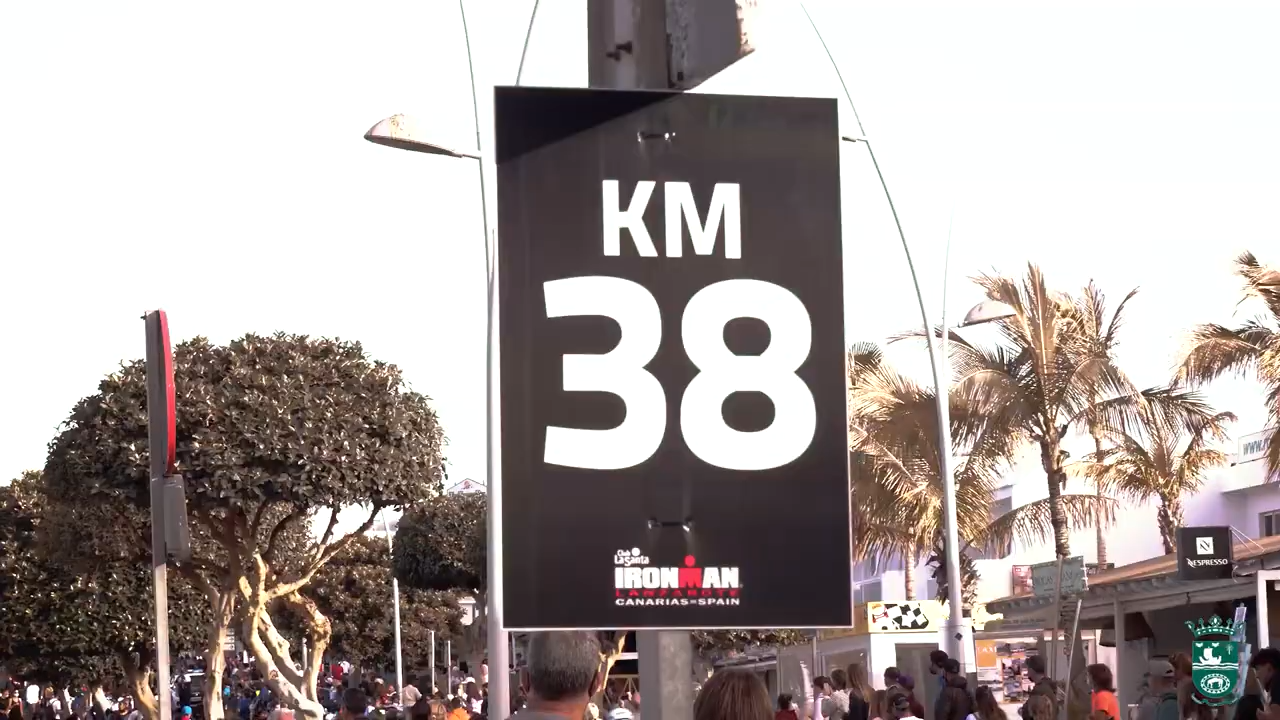 KM
38
Club
La Santa
IRONMAN
LANZAROTE
CANARIAS - SPAIN
N
NESPRESSO